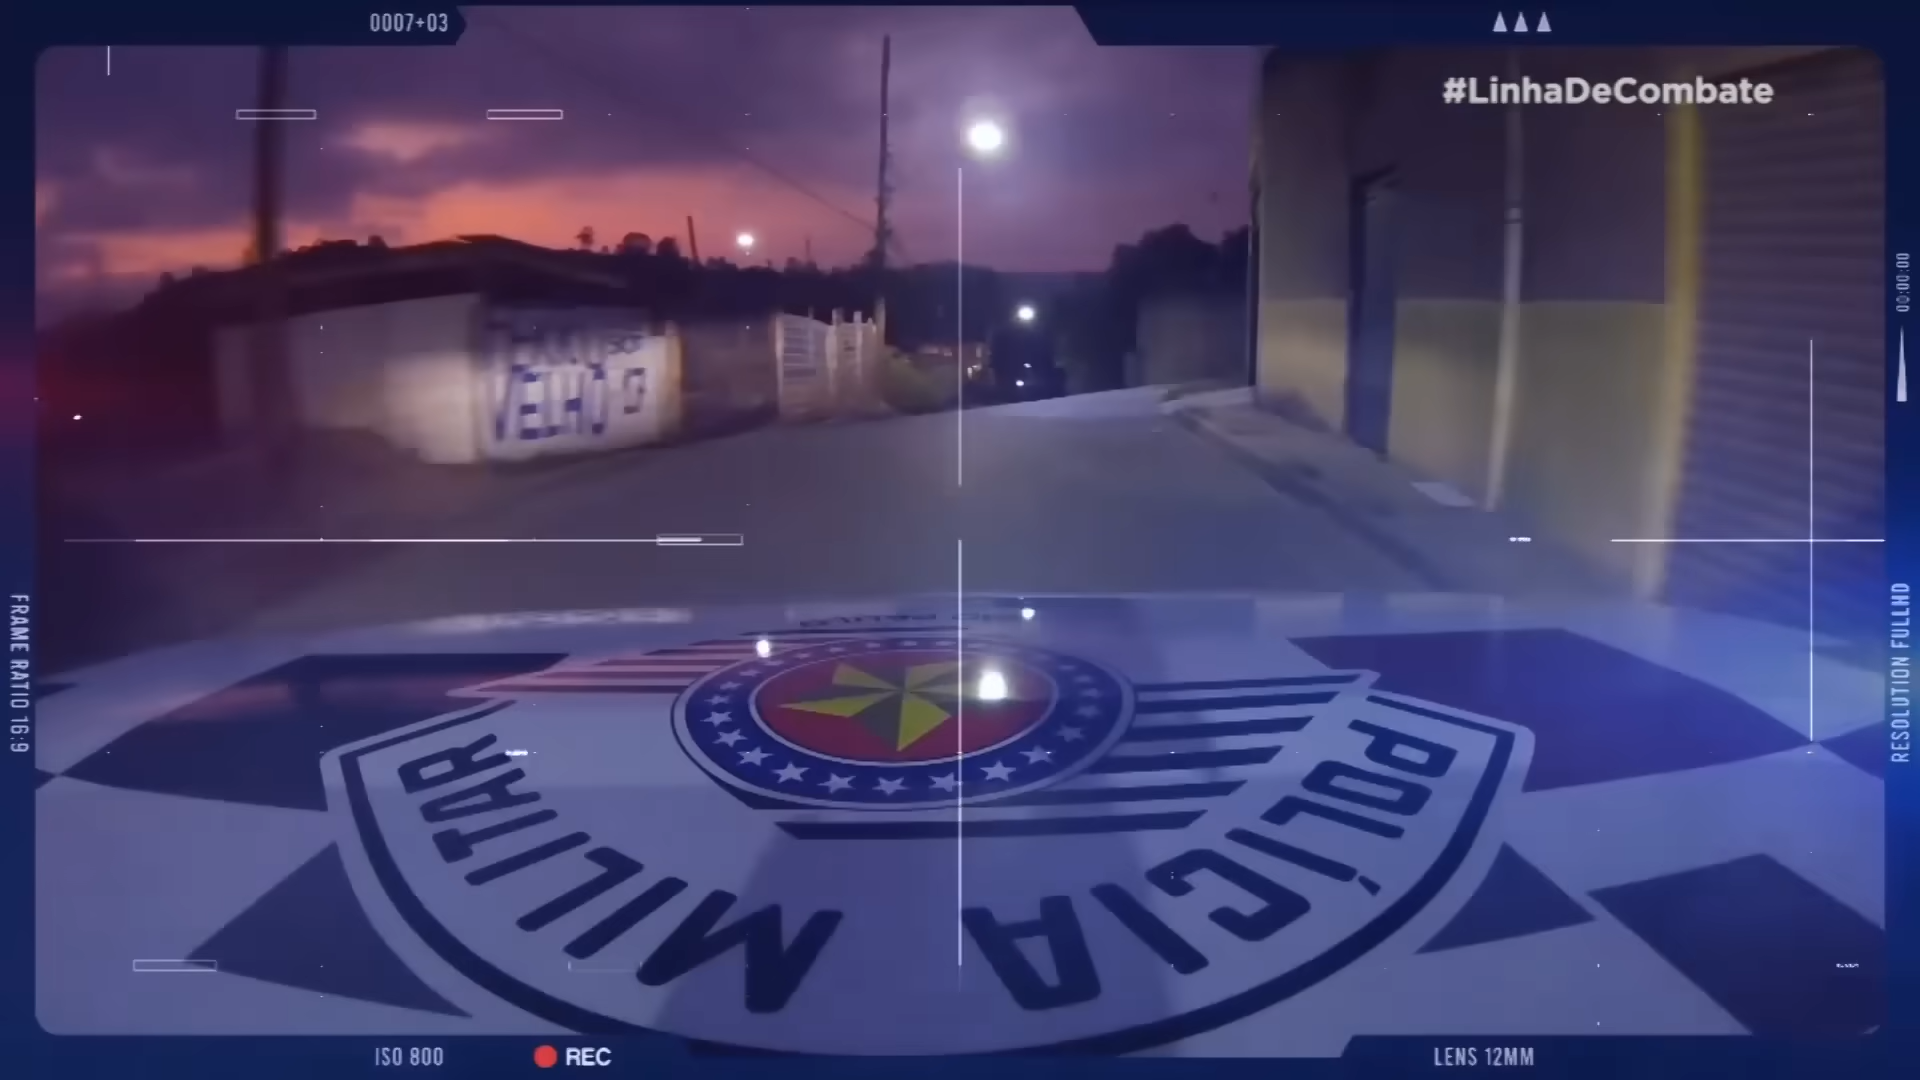 0007+03
#LinhaDeCombate
00:00:00
VELHO
FRAME RATIO 16:9
RESOLUTION FULLHD
POLÍCIA MILITAR
ISO 800
REC
LENS 12MM